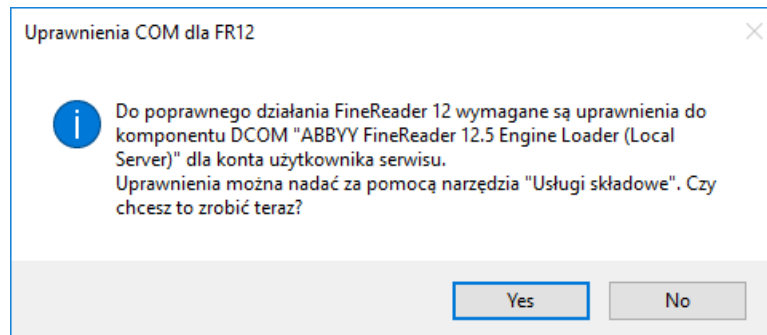 Uprawnienia COM dla FR12
Do poprawnego działania FineReader 12 wymagane są uprawnienia do
komponentu DCOM "ABBYY FineReader 12.5 Engine Loader (Local
Server)" dla konta użytkownika serwisu.
Uprawnienia można nadać za pomocą narzędzia "Usługi składowe". Czy
chcesz to zrobić teraz?
Yes
No